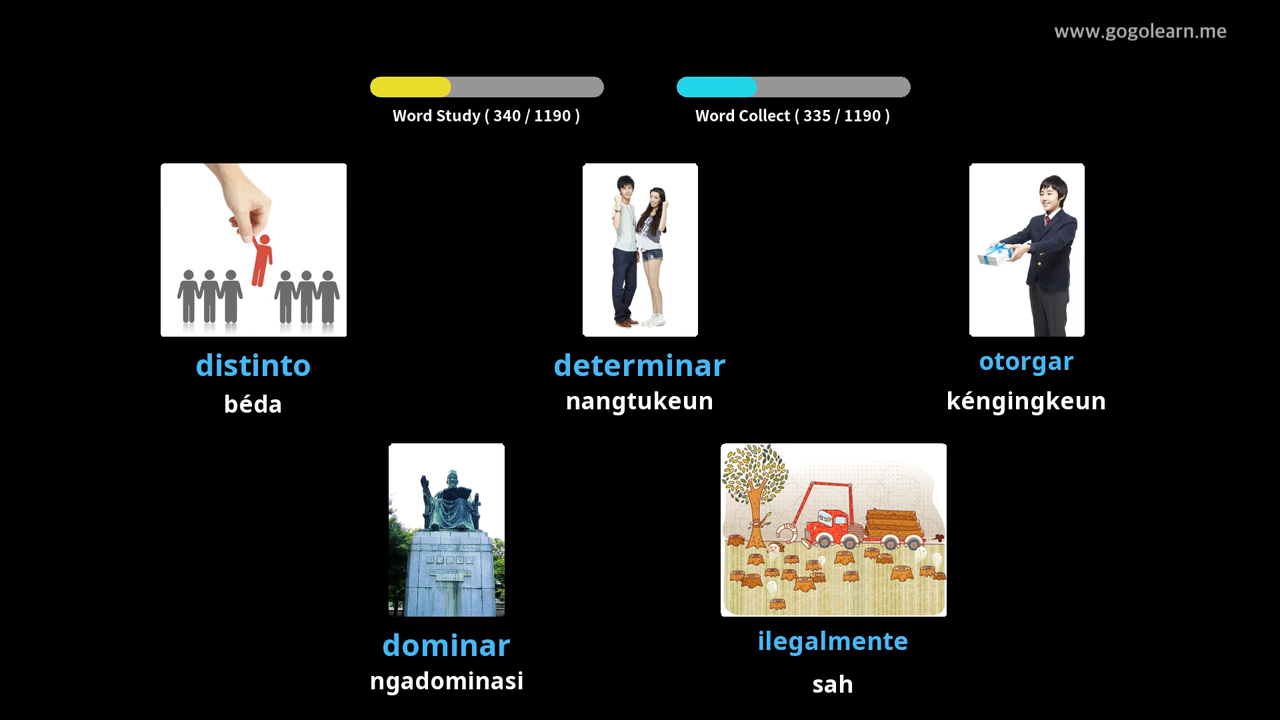 www.gogolearn.me
Word Study ( 340 / 1190 )
Word Collect ( 335 / 1190 )
distinto
béda
determinar
nangtukeun
otorgar
kéngingkeun
dominar
ngadominasi
ilegalmente
sah